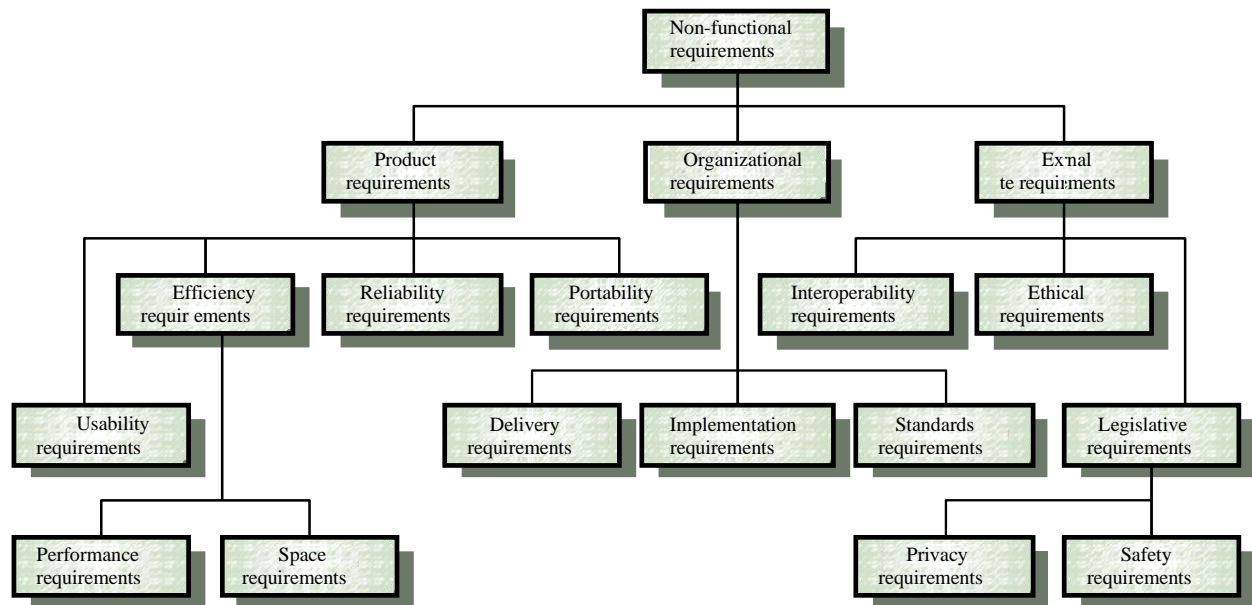 Non-functional
requirements
Product
requirements
Organizational
requirements
Exnal
te requirements
Efficiency
requir ements
Reliability
requirements
Portability
requirements
Interoperability
requirements
Ethical
requirements
Usability
requirements
Delivery
requirements
Implementation
requirements
Standards
requirements
Legislative
requirements
Performance
requirements
Space
requirements
Privacy
requirements
Safety
requirements